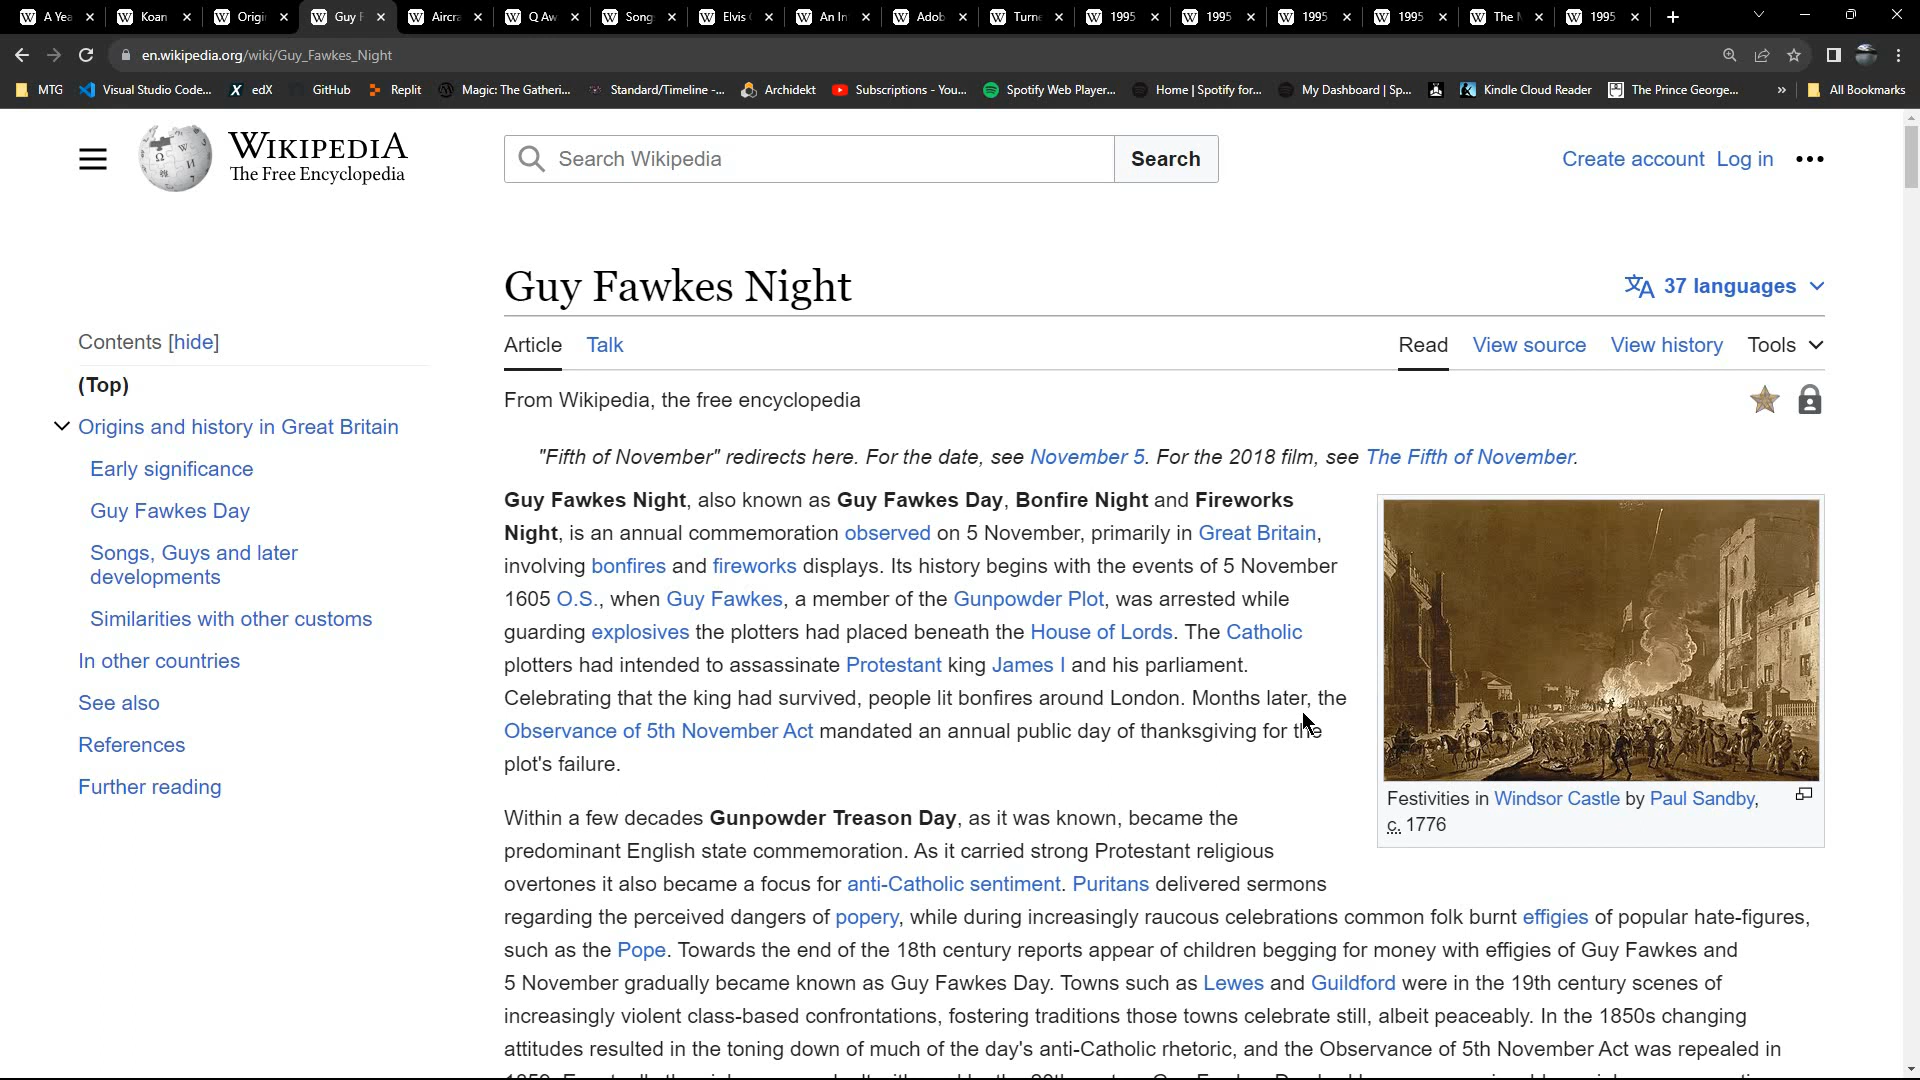 A Yea
Koan
Origi
Guy F
Aircra
Q Aw
Song
Elvis
An In
Adob
Turne
1995
1995
1995
1995
The
1995
en.wikipedia.org/wiki/Guy_Fawkes_Night
MTG
Visual Studio Code...
edX
GitHub
Replit
Magic: The Gatheri...
Standard/Timeline -...
Archidekt
Subscriptions - You...
Spotify Web Player...
Home | Spotify for...
My Dashboard | Sp...
Kindle Cloud Reader
The Prince George...
»
All Bookmarks
WIKIPEDIA
The Free Encyclopedia
Search Wikipedia
Search
Create account
Log in
Guy Fawkes Night
37 languages
Article
Talk
Read
View source
View history
Tools
From Wikipedia, the free encyclopedia
Contents [hide]
(Top)
Origins and history in Great Britain
Early significance
Guy Fawkes Day
Songs, Guys and later
developments
Similarities with other customs
In other countries
See also
References
Further reading
"Fifth of November" redirects here. For the date, see November 5. For the 2018 film, see The Fifth of November.
Guy Fawkes Night, also known as Guy Fawkes Day, Bonfire Night and Fireworks
Night, is an annual commemoration observed on 5 November, primarily in Great Britain,
involving bonfires and fireworks displays. Its history begins with the events of 5 November
1605 O.S., when Guy Fawkes, a member of the Gunpowder Plot, was arrested while
guarding explosives the plotters had placed beneath the House of Lords. The Catholic
plotters had intended to assassinate Protestant king James I and his parliament.
Celebrating that the king had survived, people lit bonfires around London. Months later, the
Observance of 5th November Act mandated an annual public day of thanksgiving for the
plot's failure.
Festivities in Windsor Castle by Paul Sandby,
c. 1776
Within a few decades Gunpowder Treason Day, as it was known, became the
predominant English state commemoration. As it carried strong Protestant religious
overtones it also became a focus for anti-Catholic sentiment. Puritans delivered sermons
regarding the perceived dangers of popery, while during increasingly raucous celebrations common folk burnt effigies of popular hate-figures,
such as the Pope. Towards the end of the 18th century reports appear of children begging for money with effigies of Guy Fawkes and
5 November gradually became known as Guy Fawkes Day. Towns such as Lewes and Guildford were in the 19th century scenes of
increasingly violent class-based confrontations, fostering traditions those towns celebrate still, albeit peaceably. In the 1850s changing
attitudes resulted in the toning down of much of the day's anti-Catholic rhetoric, and the Observance of 5th November Act was repealed in